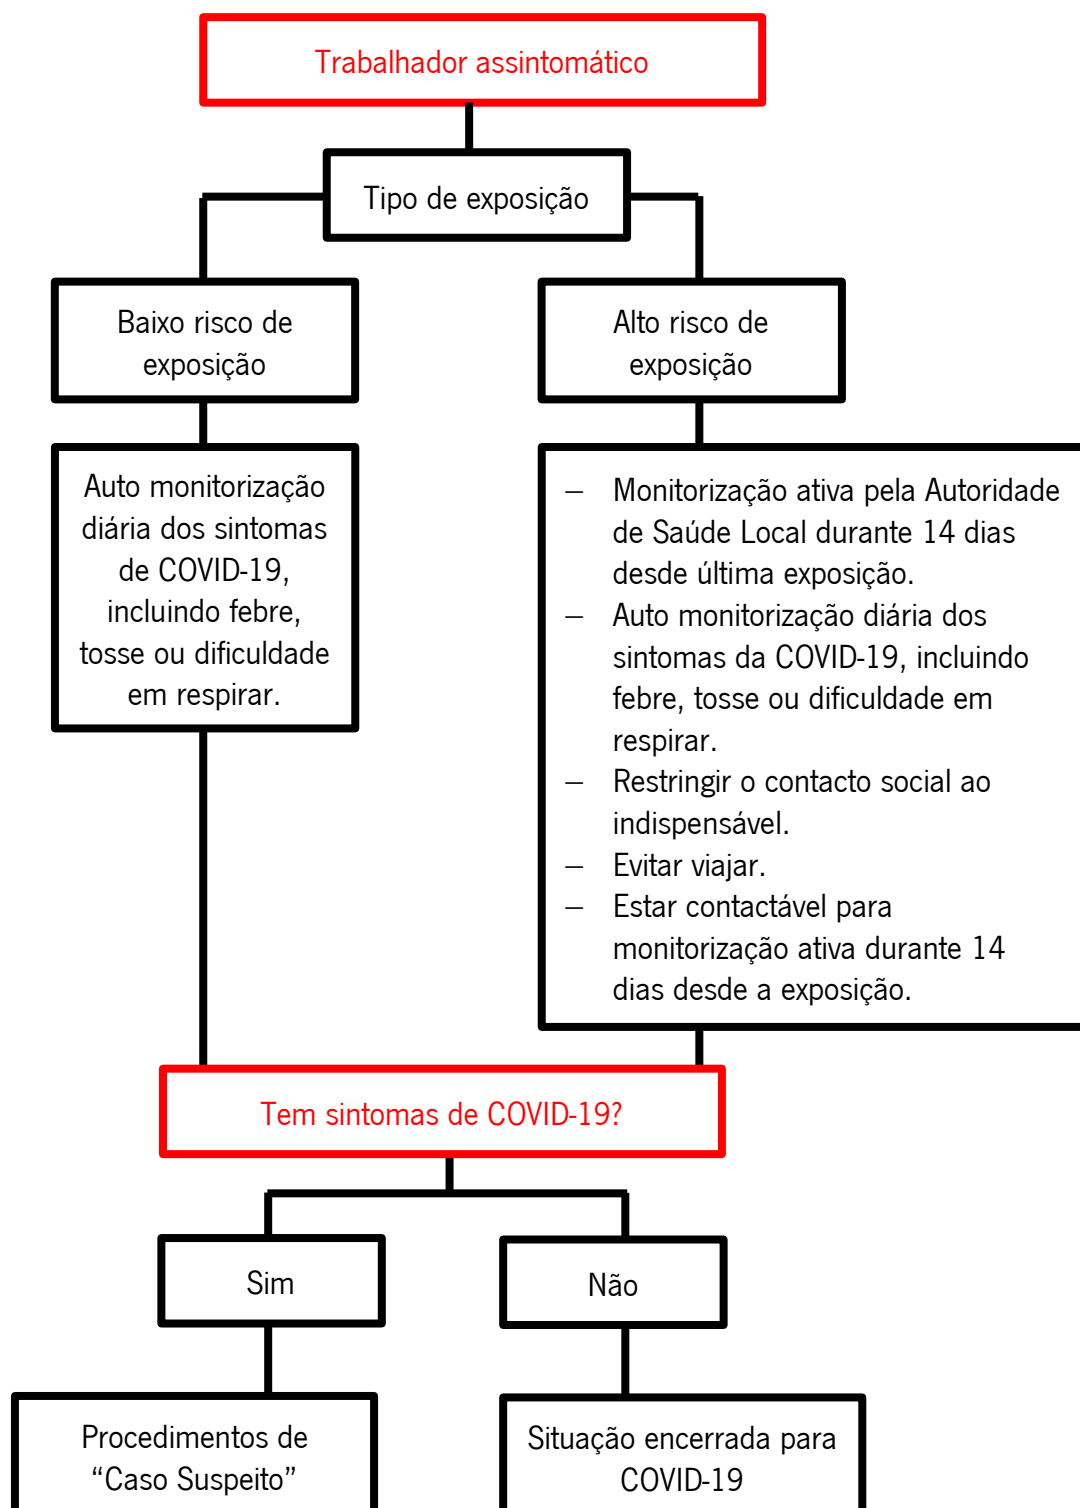 Trabalhador assintomático
Tipo de exposição
Baixo risco de
exposição
Alto risco de
exposição
Auto monitorização
diária dos sintomas
de COVID-19,
incluindo febre,
tosse ou dificuldade
em respirar.
– Monitorização ativa pela Autoridade
de Saúde Local durante 14 dias
desde última exposição.
– Auto monitorização diária dos
sintomas da COVID-19, incluindo
febre, tosse ou dificuldade em
respirar.
– Restringir o contacto social ao
indispensável.
– Evitar viajar.
– Estar contactável para
monitorização ativa durante 14
dias desde a exposição.
Tem sintomas de COVID-19?
Sim
Não
Procedimentos de
“Caso Suspeito”
Situação encerrada para
COVID-19